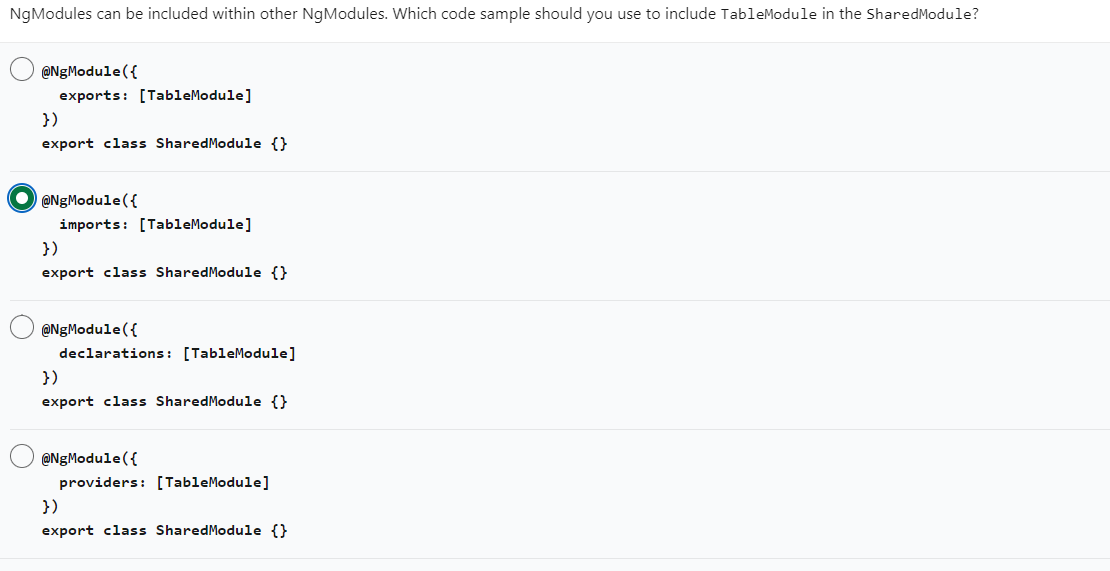 NgModules can be included within other NgModules. Which code sample should you use to include TableModule in the SharedModule?
@NgModule({
  exports: [TableModule]
})
export class SharedModule {}
@NgModule({
  imports: [TableModule]
})
export class SharedModule {}
@NgModule({
  declarations: [TableModule]
})
export class SharedModule {}
@NgModule({
  providers: [TableModule]
})
export class SharedModule {}